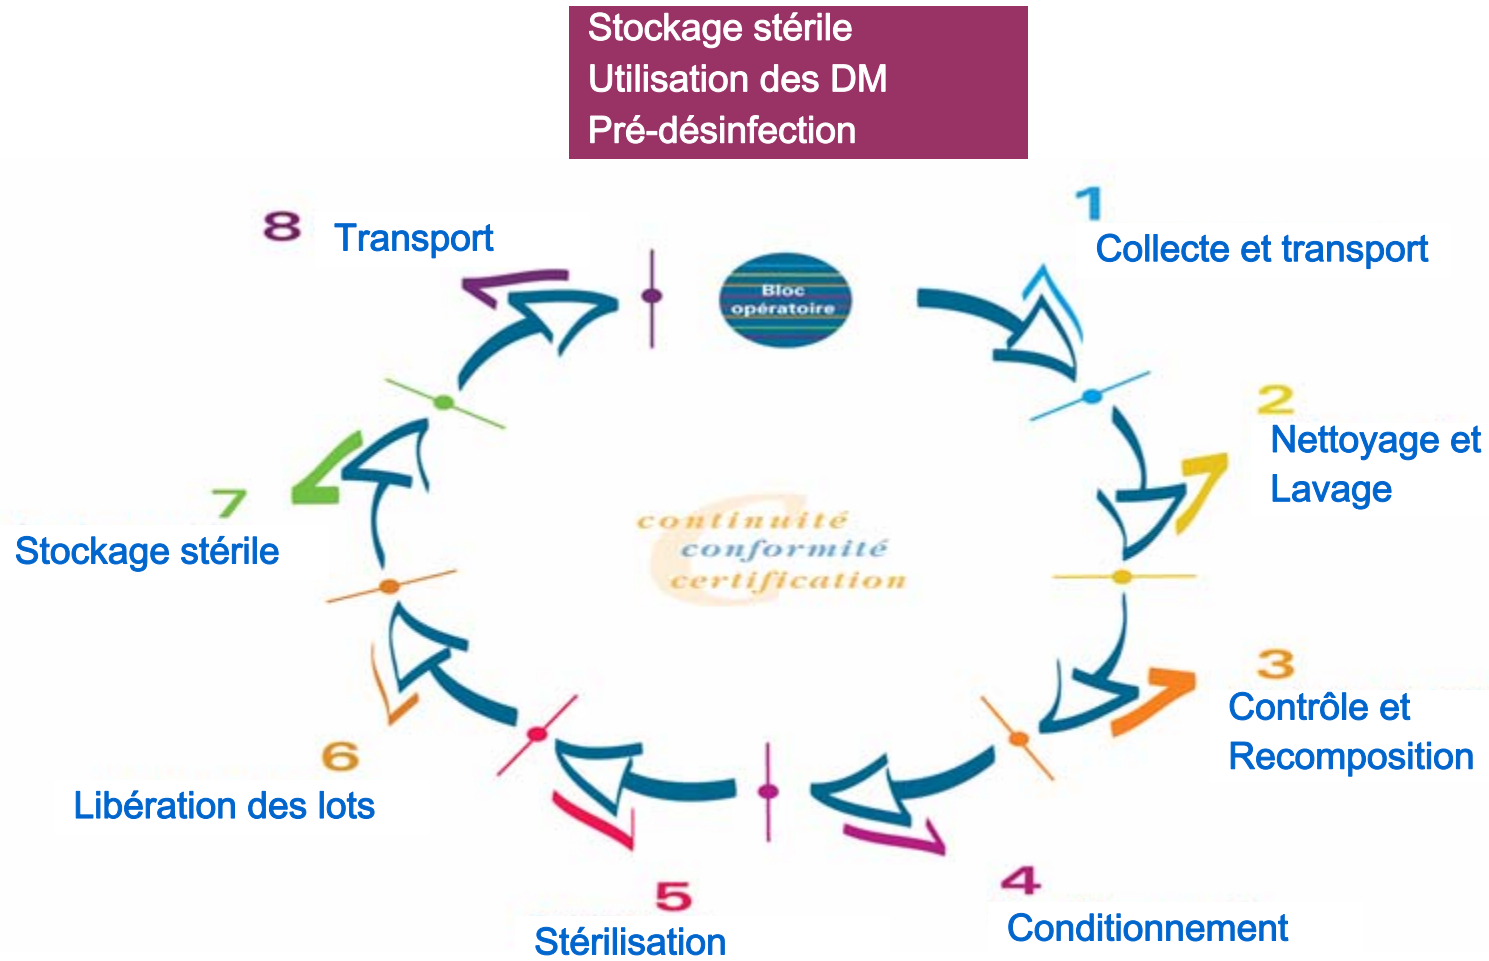 Stockage stérile
Utilisation des DM
Pré-désinfection
8 Transport
Bloc
opératoire
1
Collecte et transport
2
Nettoyage et
Lavage
7
Stockage stérile
continuité
conformité
certification
3
Contrôle et
Recomposition
6
Libération des lots
5
Stérilisation
4
Conditionnement